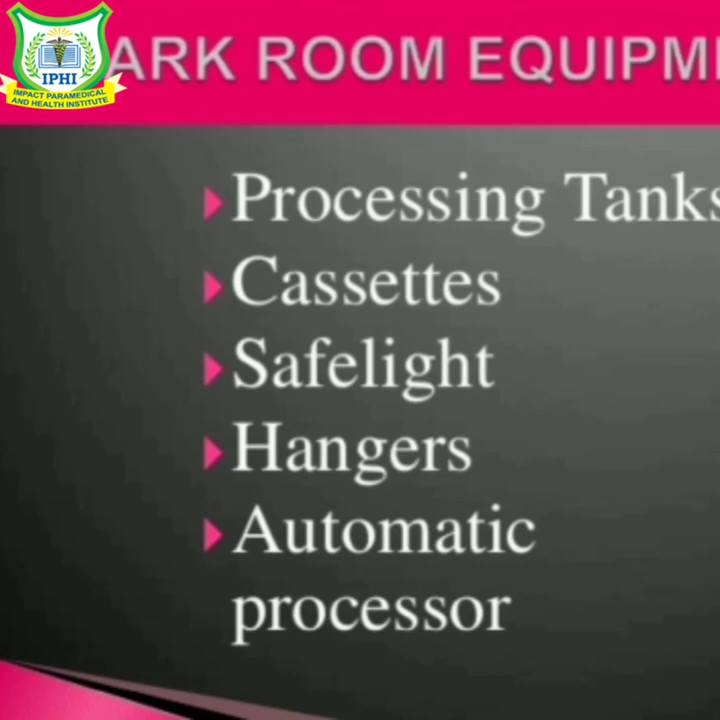 ARK ROOM EQUIPM
IPHI
IMPACT PARAMEDICAL
AND HEALTH INSTITUTE
Processing Tanks
Cassettes
Safelight
Hangers
Automatic
processor